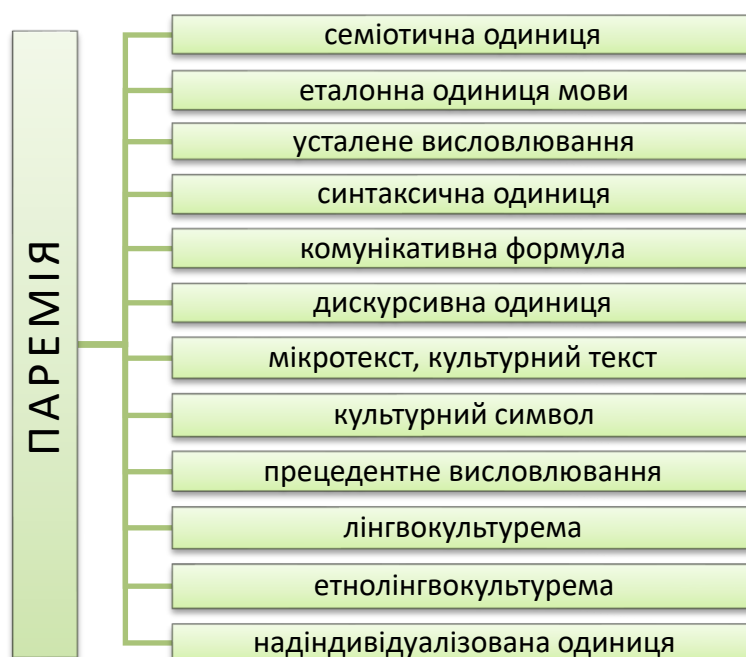 ПАРЕМІЯ
семіотична одиниця
еталонна одиниця мови
усталене висловлювання
синтаксична одиниця
комунікативна формула
дискурсивна одиниця
мікротекст, культурний текст
культурний символ
прецедентне висловлювання
лінгвокультурема
етнолінгвокультурема
надіндивідуалізована одиниця